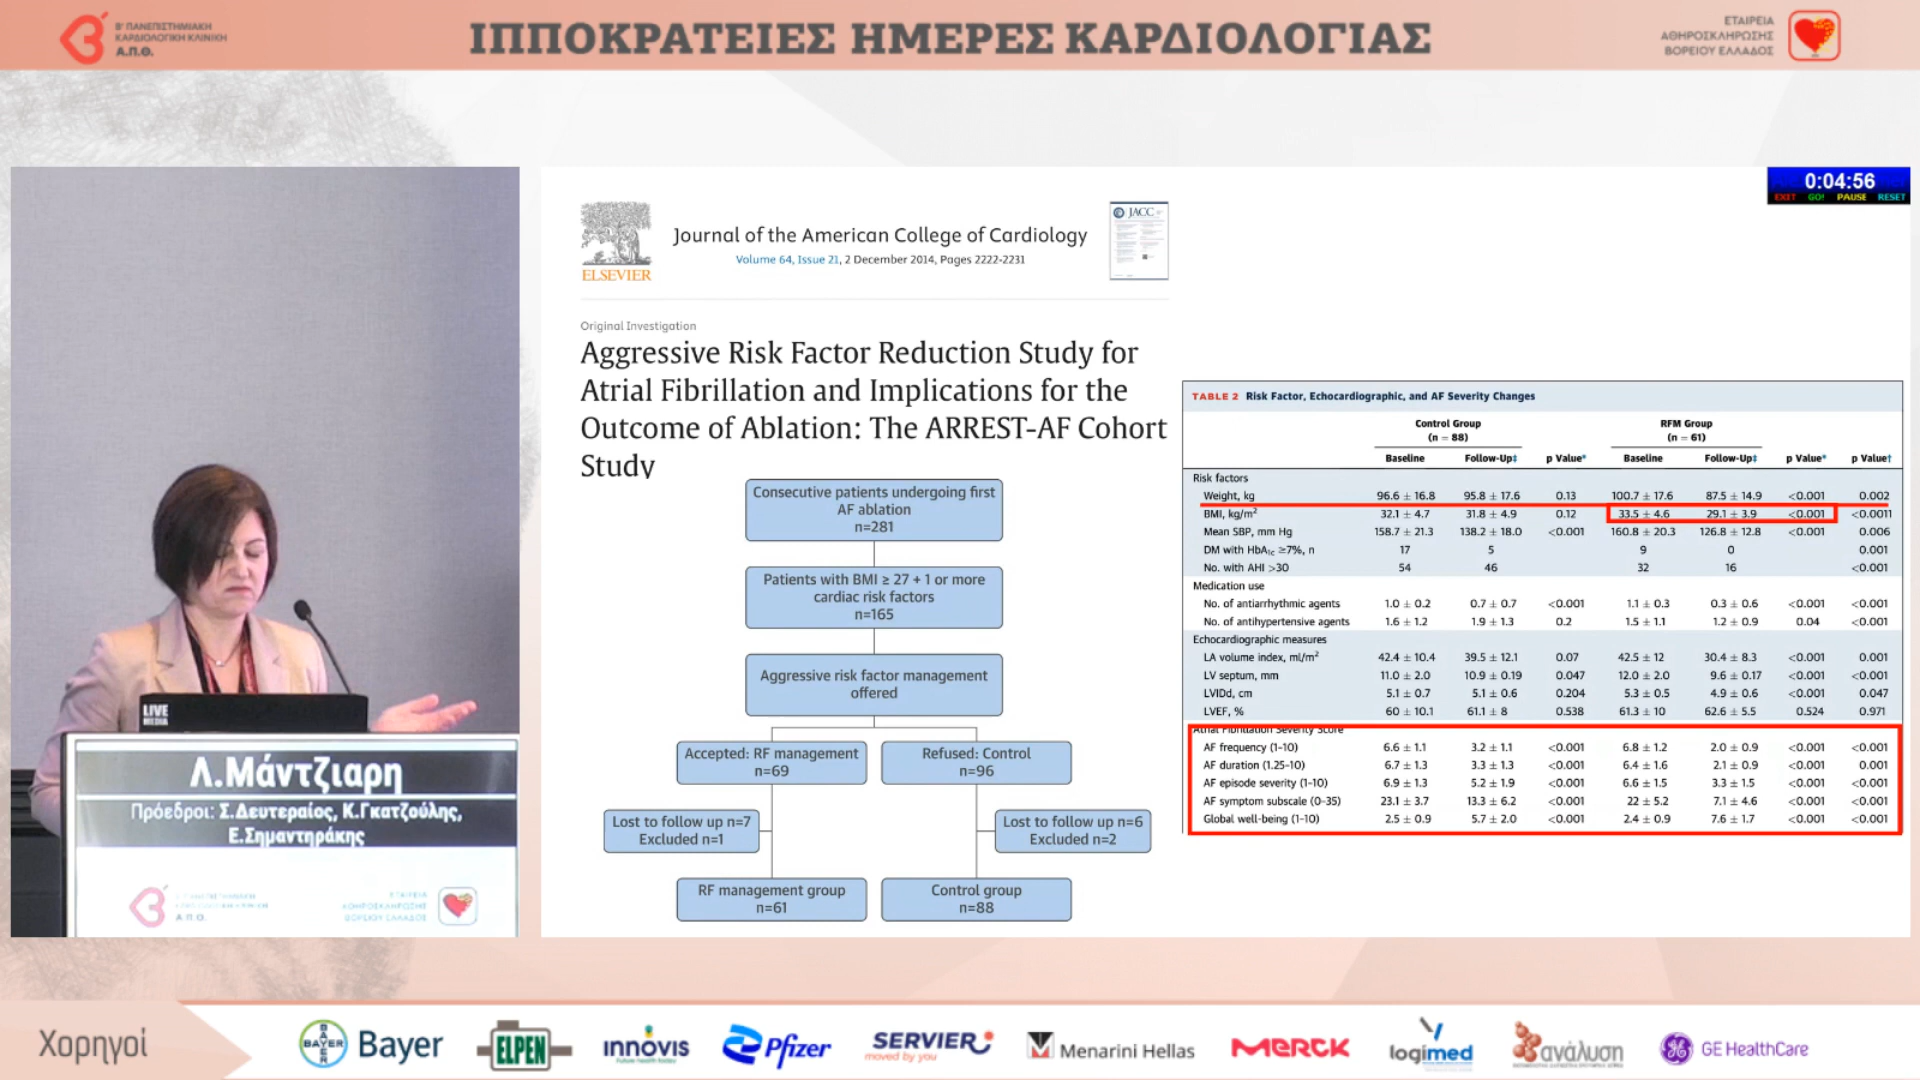 Β' ΠΑΝΕΠΙΣΤΗΜΙΑΚΗ
ΚΑΡΔΙΟΛΟΓΙΚΗ ΚΛΙΝΙΚΗ
Α.Π.Θ.
ΙΠΠΟΚΡΑΤΕΙΕΣ ΗΜΕΡΕΣ ΚΑΡΔΙΟΛΟΓΙΑΣ
ΕΤΑΙΡΕΙΑ
ΑΘΗΡΟΣΚΛΗΡΩΣΗΣ
ΒΟΡΕΙΟΥ ΕΛΛΑΔΟΣ
0:04:56
EXIT GO! PAUSE RESET
ELSEVIER
Journal of the American College of Cardiology
Volume 64, Issue 21, 2 December 2014, Pages 2222-2231
JACC
Original Investigation
Aggressive Risk Factor Reduction Study for
Atrial Fibrillation and Implications for the
Outcome of Ablation: The ARREST-AF Cohort
Study
Consecutive patients undergoing first
AF ablation
n=281
Patients with BMI ≥ 27 + 1 or more
cardiac risk factors
n=165
Aggressive risk factor management
offered
Accepted: RF management
n=69
Refused: Control
n=96
Lost to follow up n=7
Excluded n=1
Lost to follow up n=6
Excluded n=2
RF management group
n=61
Control group
n=88
TABLE 2 Risk Factor, Echocardiographic, and AF Severity Changes
Control Group
(n = 88)
RFM Group
(n = 61)
Baseline Follow-Up‡ p Value* Baseline Follow-Up‡ p Value* p Value†
Risk factors
Weight, kg 96.6 ± 16.8 95.8 ± 17.6 0.13 100.7 ± 17.6 87.5 ± 14.9 <0.001 0.002
BMI, kg/m² 32.1 ± 4.7 31.8 ± 4.9 0.12 33.5 ± 4.6 29.1 ± 3.9 <0.001 <0.0011
Mean SBP, mm Hg 158.7 ± 21.3 138.2 ± 18.0 <0.001 160.8 ± 20.3 126.8 ± 12.8 <0.001 0.006
DM with HbA1c ≥7%, n 17 5 9 0 0.001
No. with AHI >30 54 46 32 16 <0.001
Medication use
No. of antiarrhythmic agents 1.0 ± 0.2 0.7 ± 0.7 <0.001 1.1 ± 0.3 0.3 ± 0.6 <0.001 <0.001
No. of antihypertensive agents 1.6 ± 1.2 1.9 ± 1.3 0.2 1.5 ± 1.1 1.2 ± 0.9 0.04 <0.001
Echocardiographic measures
LA volume index, ml/m² 42.4 ± 10.4 39.5 ± 12.1 0.07 42.5 ± 12 30.4 ± 8.3 <0.001 0.001
LV septum, mm 11.0 ± 2.0 10.9 ± 0.19 0.047 12.0 ± 2.0 9.6 ± 0.17 <0.001 <0.001
LVIDd, cm 5.1 ± 0.7 5.1 ± 0.6 0.204 5.3 ± 0.5 4.9 ± 0.6 <0.001 0.047
LVEF, % 60 ± 10.1 61.1 ± 8 0.538 61.3 ± 10 62.6 ± 5.5 0.524 0.971
Atrial Fibrillation Severity Score
AF frequency (1-10) 6.6 ± 1.1 3.2 ± 1.1 <0.001 6.8 ± 1.2 2.0 ± 0.9 <0.001 <0.001
AF duration (1.25-10) 6.7 ± 1.3 3.3 ± 1.3 <0.001 6.4 ± 1.6 2.1 ± 0.9 <0.001 0.001
AF episode severity (1-10) 6.9 ± 1.3 5.2 ± 1.9 <0.001 6.6 ± 1.5 3.3 ± 1.5 <0.001 <0.001
AF symptom subscale (0-35) 23.1 ± 3.7 13.3 ± 6.2 <0.001 22 ± 5.2 7.1 ± 4.6 <0.001 <0.001
Global well-being (1-10) 2.5 ± 0.9 5.7 ± 2.0 <0.001 2.4 ± 0.9 7.6 ± 1.7 <0.001 <0.001
LIVE
MEDIA
Λ.Μάντζιαρη
Πρόεδροι: Σ.Δευτεραίος, Κ.Γκατζούλης,
Ε.Σημαντηράκης
Α.Π.Θ.
ΕΤΑΙΡΕΙΑ
ΑΘΗΡΟΣΚΛΗΡΩΣΗΣ
ΒΟΡΕΙΟΥ ΕΛΛΑΔΟΣ
Χορηγοί
BAYER
Bayer
ELPEN
innovis
Future health today
Pfizer
SERVIER
moved by you
Menarini Hellas
MERCK
logimed
ανάλυση
GE HealthCare